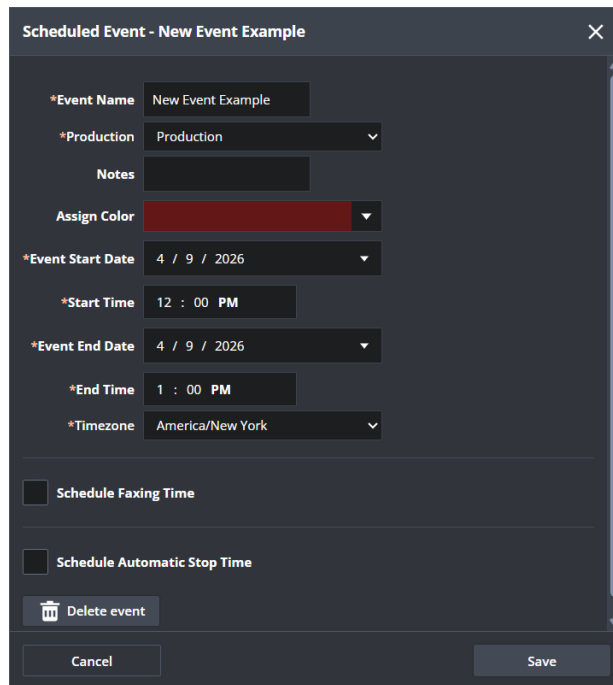 Scheduled Event - New Event Example
*Event Name New Event Example
*Production Production
Notes
Assign Color
*Event Start Date 4 / 9 / 2026
*Start Time 12 : 00 PM
*Event End Date 4 / 9 / 2026
*End Time 1 : 00 PM
*Timezone America/New York
Schedule Faxing Time
Schedule Automatic Stop Time
Delete event
Cancel Save